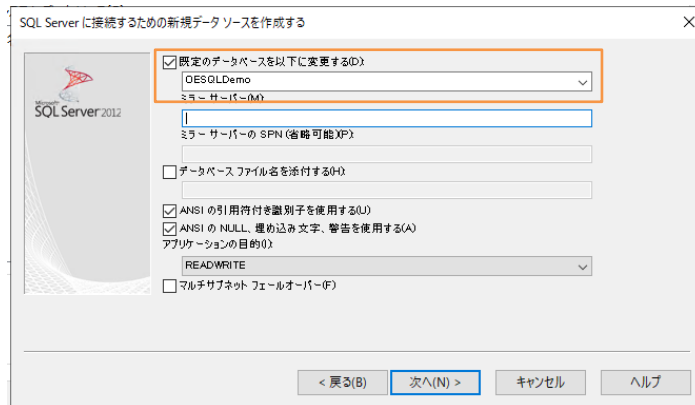 SQL Server に接続するための新規データ ソースを作成する
既定のデータベースを以下に変更する(D):
OESQLDemo
ミラー サーバー(M):
ミラー サーバーの SPN (省略可能)(P):
Microsoft
SQL Server 2012
データベース ファイル名を添付する(H):
ANSI の引用符付き識別子を使用する(U)
ANSI の NULL、埋め込み文字、警告を使用する(A)
アプリケーションの目的(I):
READWRITE
マルチサブネット フェールオーバー(F)
< 戻る(B)
次へ(N) >
キャンセル
ヘルプ